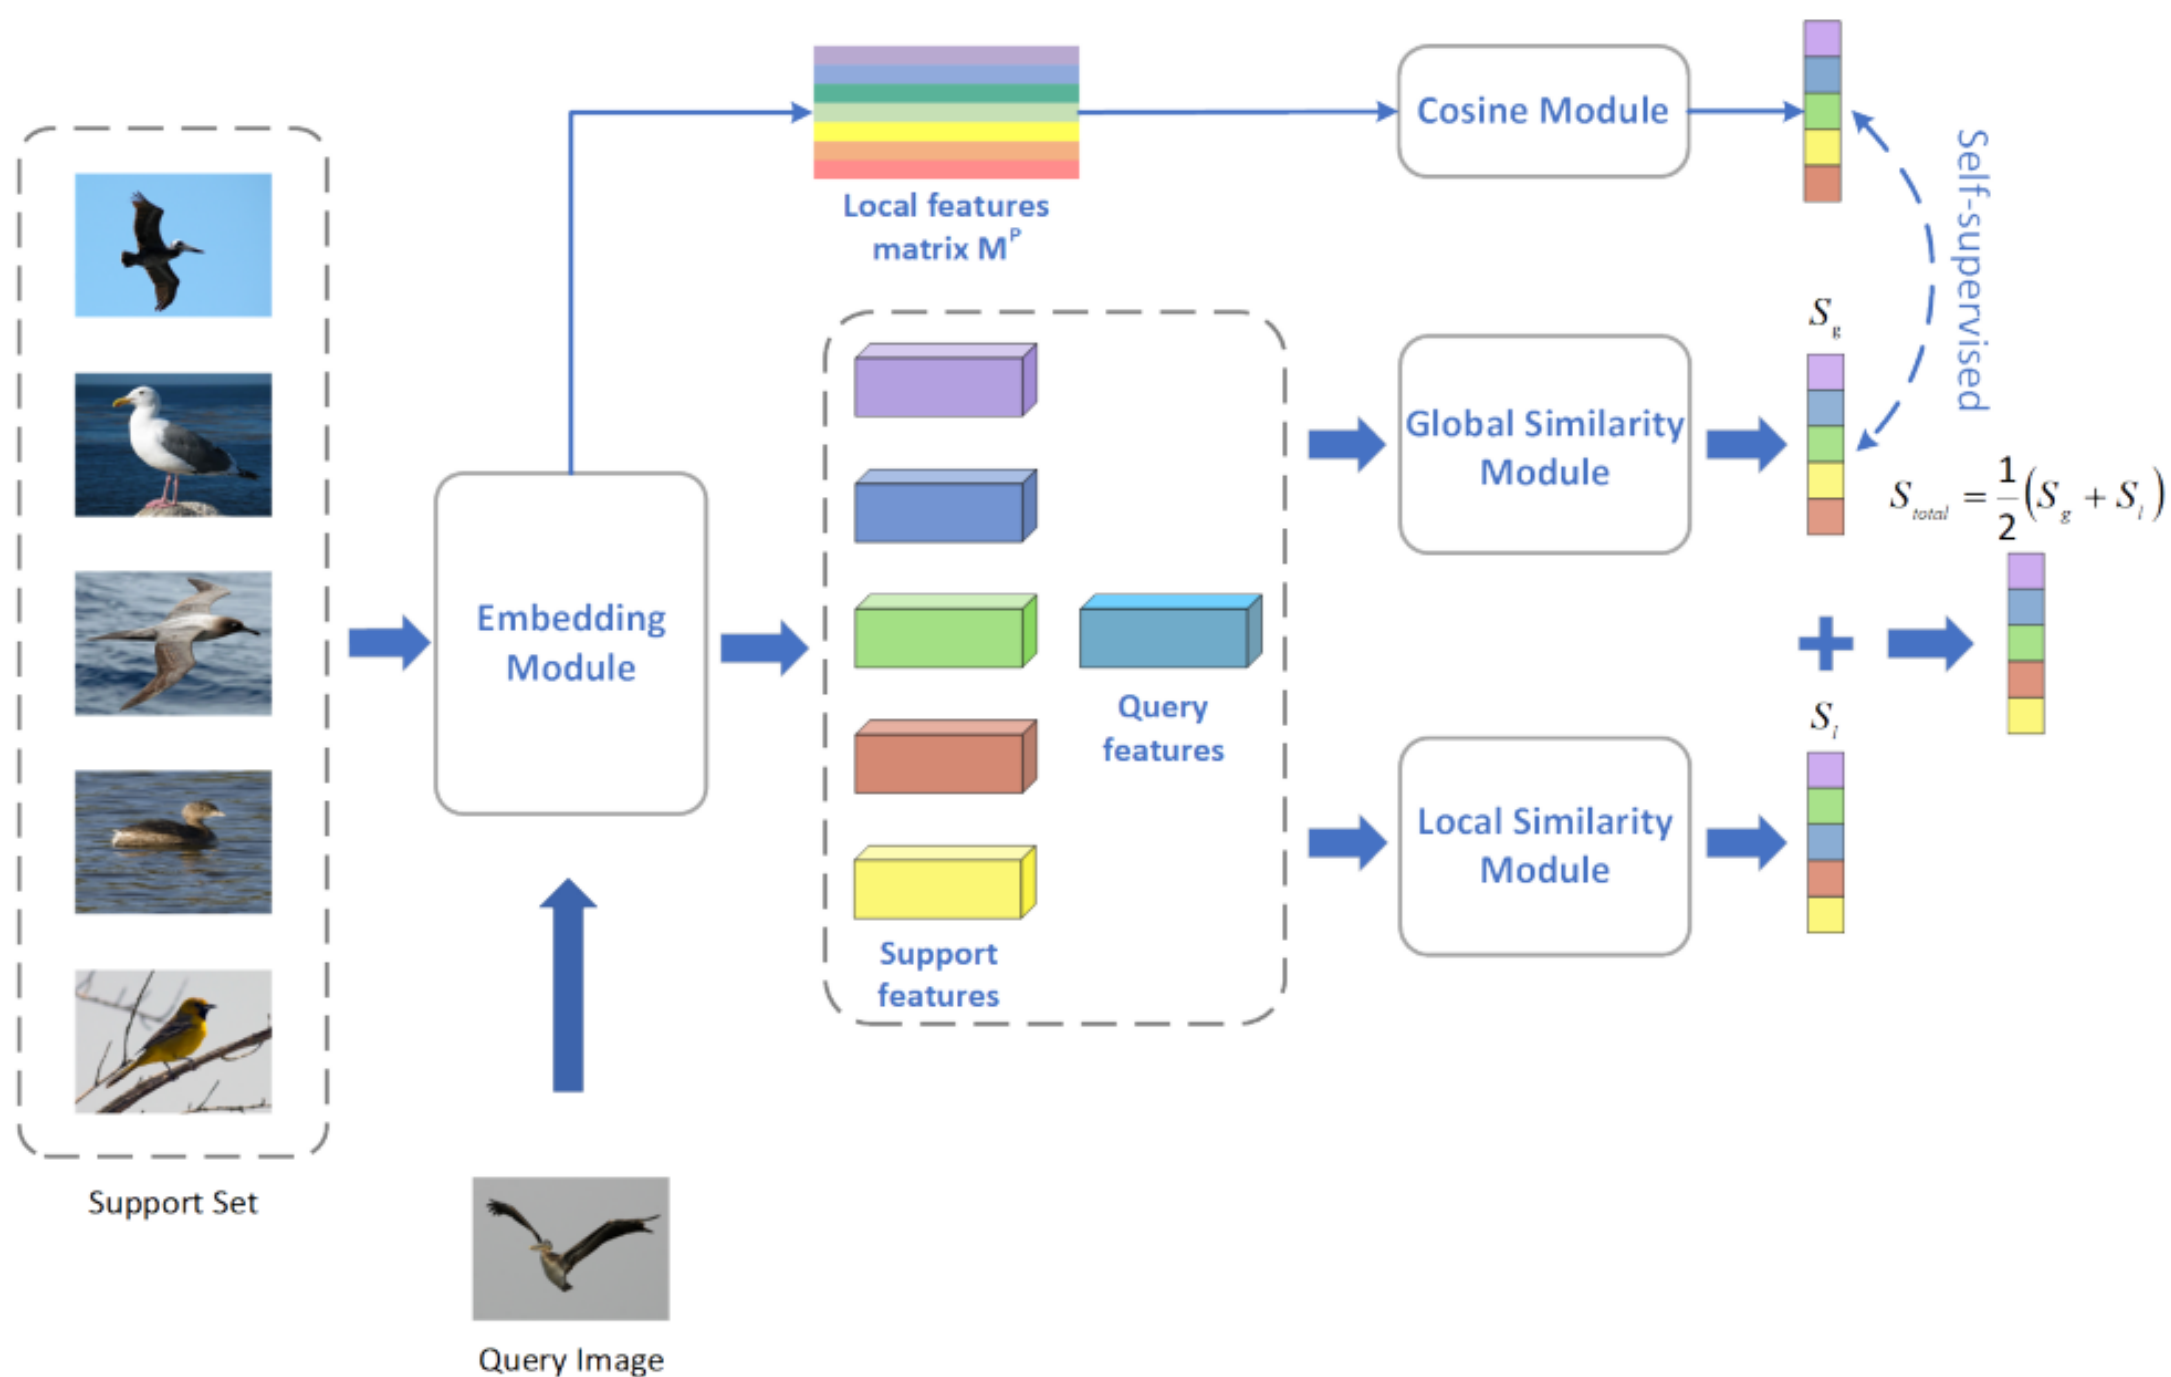 Cosine Module
Local features
matrix M^P
Self-supervised
S_g
Global Similarity
Module
S_total = 1/2 (S_g + S_l)
Embedding
Module
Query
features
S_l
Local Similarity
Module
Support
features
Support Set
Query Image